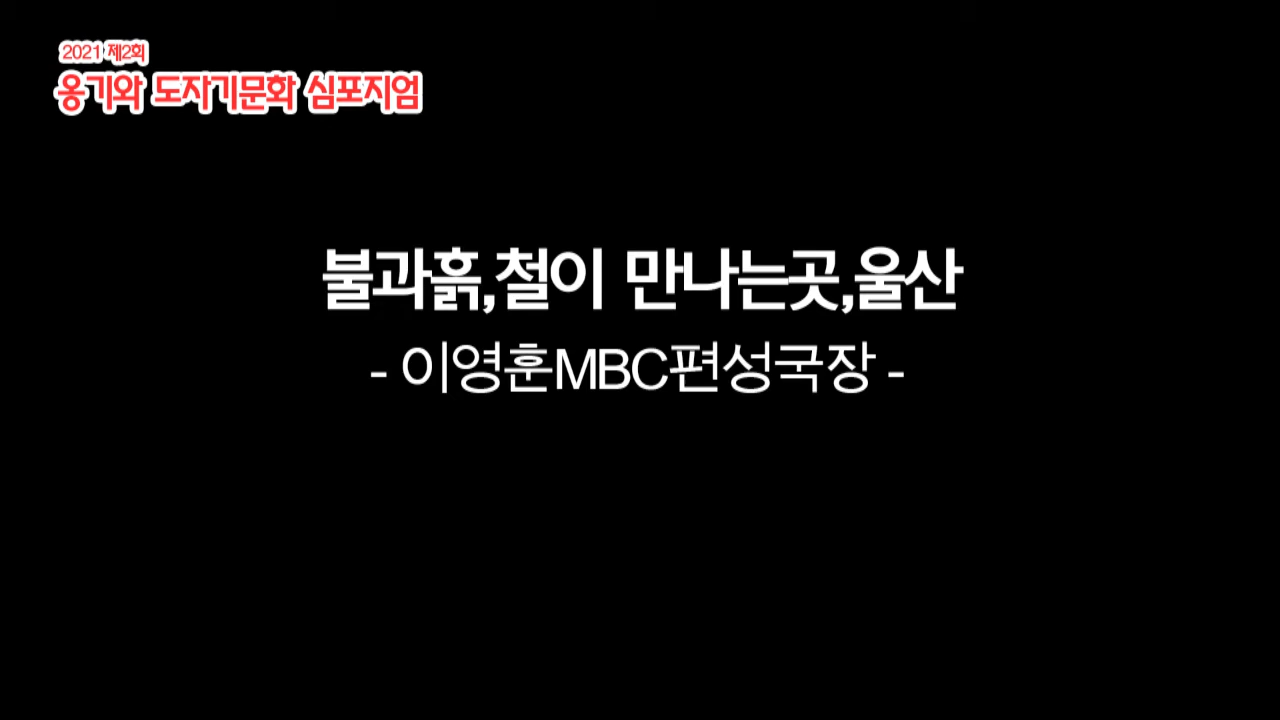 2021 제2회
옹기와 도자기문화 심포지엄
불과흙,철이 만나는곳,울산
- 이영훈MBC편성국장 -